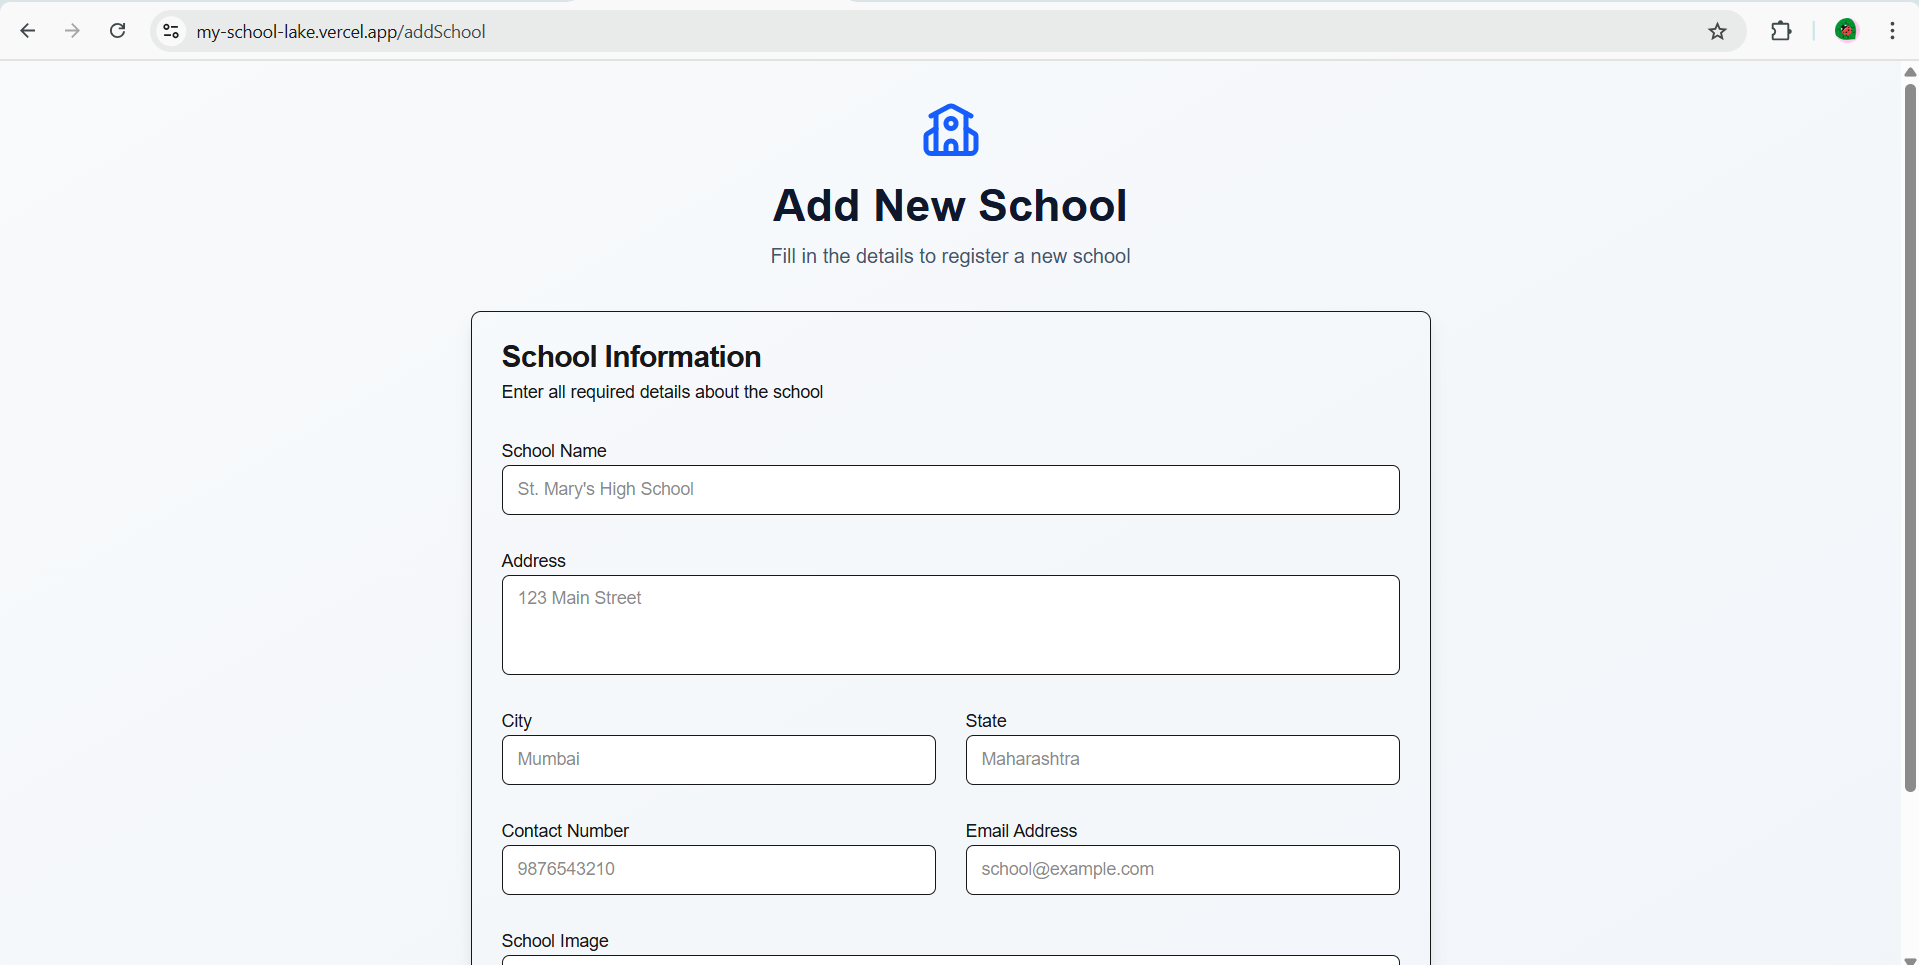 my-school-lake.vercel.app/addSchool
Add New School
Fill in the details to register a new school
School Information
Enter all required details about the school
School Name
St. Mary's High School
Address
123 Main Street
City
State
Mumbai
Maharashtra
Contact Number
Email Address
9876543210
school@example.com
School Image